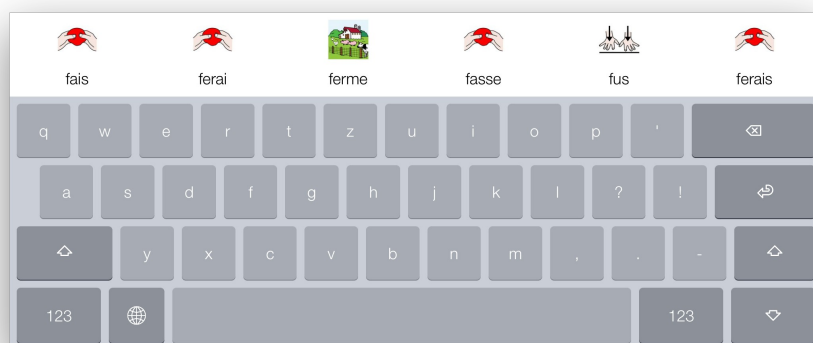 fais ferai ferme fasse fus ferais
q w e r t z u i o p '
a s d f g h j k l ? !
y x c v b n m , . -
123 123